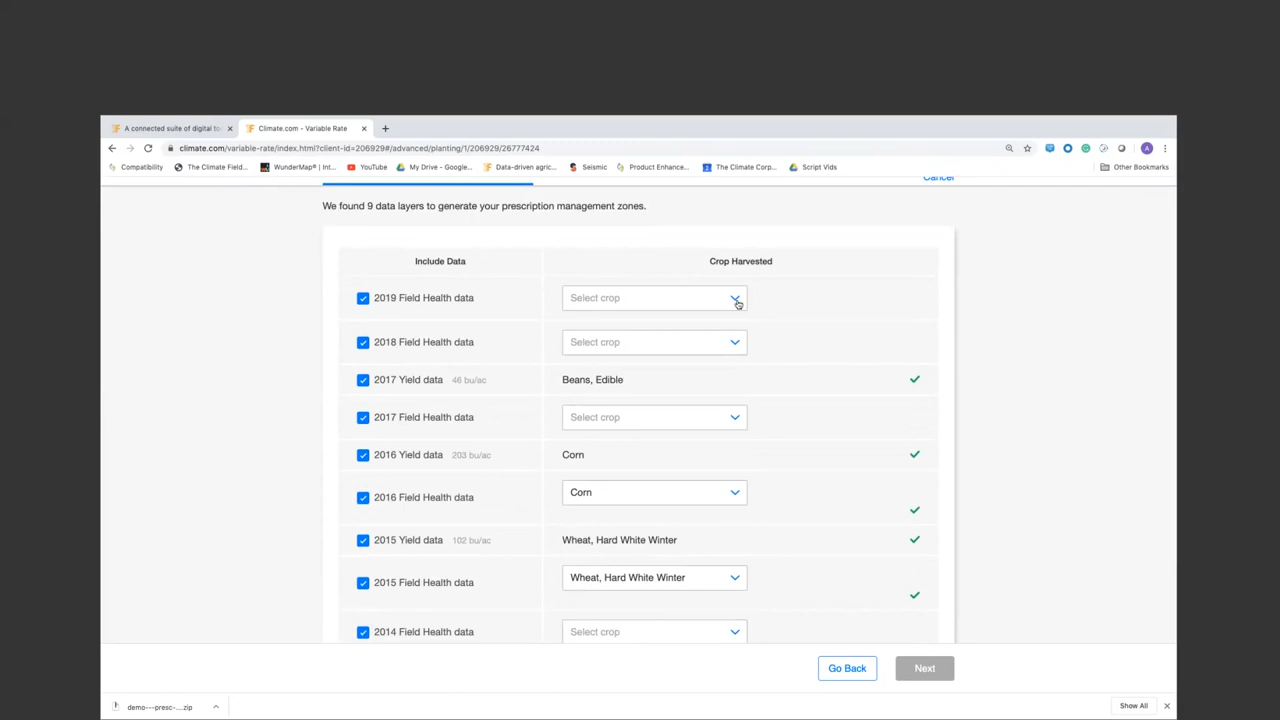 A connected suite of digital to
Climate.com - Variable Rate
climate.com/variable-rate/index.html?client-id=206929#/advanced/planting/1/206929/26777424
A
Compatibility
The Climate Field...
WunderMap® | Int...
YouTube
My Drive - Google...
Data-driven agric...
Seismic
Product Enhance...
The Climate Corp...
Script Vids
Other Bookmarks
Cancel
We found 9 data layers to generate your prescription management zones.
Include Data
Crop Harvested
2019 Field Health data
Select crop
2018 Field Health data
Select crop
2017 Yield data 46 bu/ac
Beans, Edible
2017 Field Health data
Select crop
2016 Yield data 203 bu/ac
Corn
2016 Field Health data
Corn
2015 Yield data 102 bu/ac
Wheat, Hard White Winter
2015 Field Health data
Wheat, Hard White Winter
2014 Field Health data
Select crop
Go Back
Next
demo---presc-....zip
Show All